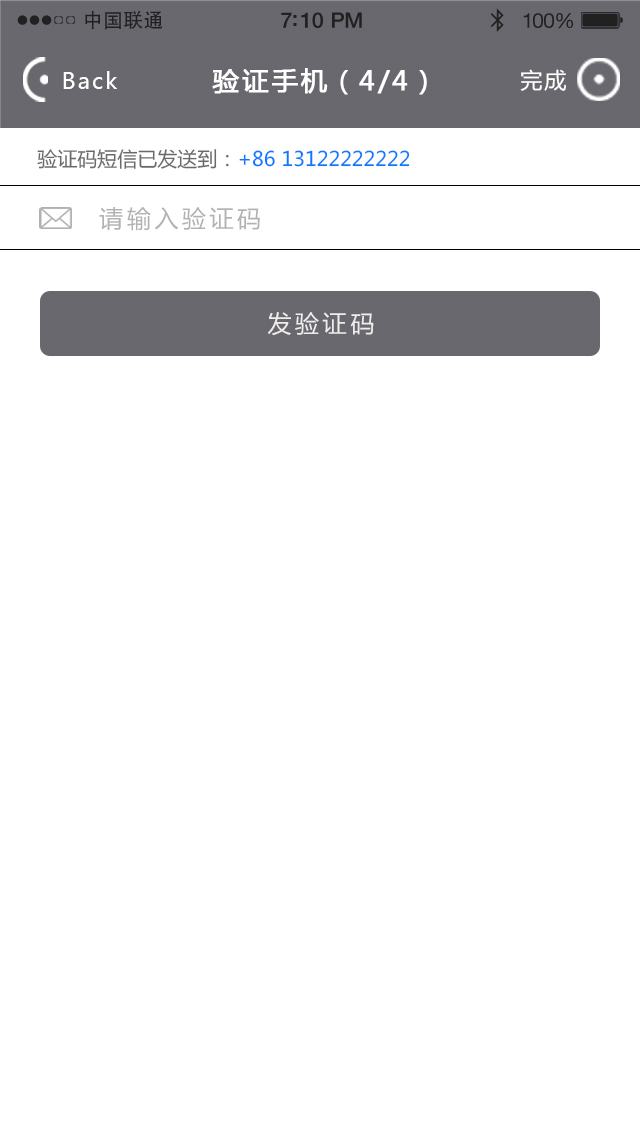 中国联通 7:10 PM 100%
Back 验证手机（4/4） 完成
验证码短信已发送到：+86 13122222222
请输入验证码
发验证码